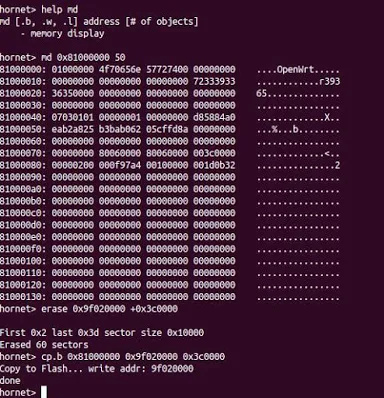 hornet> help md
md [.b, .w, .l] address [# of objects]
    - memory display

hornet> md 0x81000000 50
81000000: 01000000 4f70656e 57727400 00000000    ....OpenWrt.....
81000010: 00000000 00000000 00000000 72333933    ............r393
81000020: 36350000 00000000 00000000 00000000    65..............
81000030: 00000000 00000000 00000000 00000000    ................
81000040: 07030101 00000001 00000000 d85884a0    .............X..
81000050: eab2a825 b3bab062 05cffd8a 00000000    ...%...b........
81000060: 00000000 00000000 00000000 00000000    ................
81000070: 00000000 80060000 80060000 003c0000    .............<..
81000080: 00000200 000f97a4 00100000 001d0b32    ...............2
81000090: 00000000 00000000 00000000 00000000    ................
810000a0: 00000000 00000000 00000000 00000000    ................
810000b0: 00000000 00000000 00000000 00000000    ................
810000c0: 00000000 00000000 00000000 00000000    ................
810000d0: 00000000 00000000 00000000 00000000    ................
810000e0: 00000000 00000000 00000000 00000000    ................
810000f0: 00000000 00000000 00000000 00000000    ................
81000100: 00000000 00000000 00000000 00000000    ................
81000110: 00000000 00000000 00000000 00000000    ................
81000120: 00000000 00000000 00000000 00000000    ................
81000130: 00000000 00000000 00000000 00000000    ................
hornet> erase 0x9f020000 +0x3c0000

First 0x2 last 0x3d sector size 0x10000
Erased 60 sectors
hornet> cp.b 0x81000000 0x9f020000 0x3c0000
Copy to Flash... write addr: 9f020000
done
hornet>